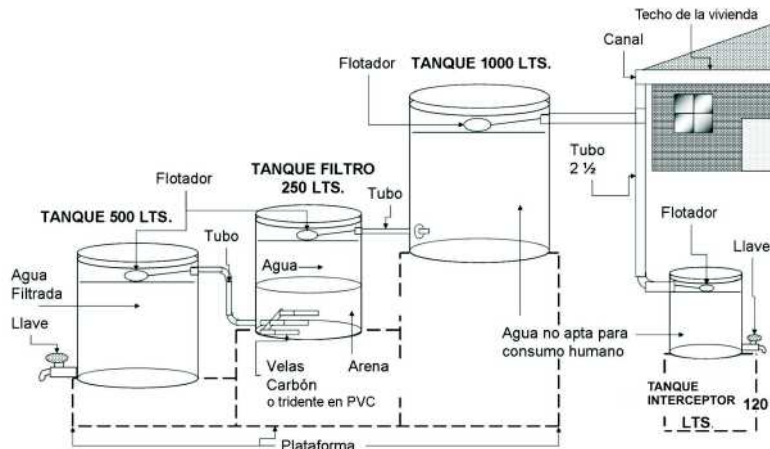 Techo de la vivienda
Canal
Flotador
TANQUE 1000 LTS.
Tubo
2 ½
TANQUE FILTRO
250 LTS.
Flotador
Tubo
TANQUE 500 LTS.
Tubo
Agua
Agua
Filtrada
Llave
Velas
Carbón
o tridente en PVC
Arena
Flotador
Llave
Agua no apta para
consumo humano
TANQUE
INTERCEPTOR 120
LTS.
Plataforma